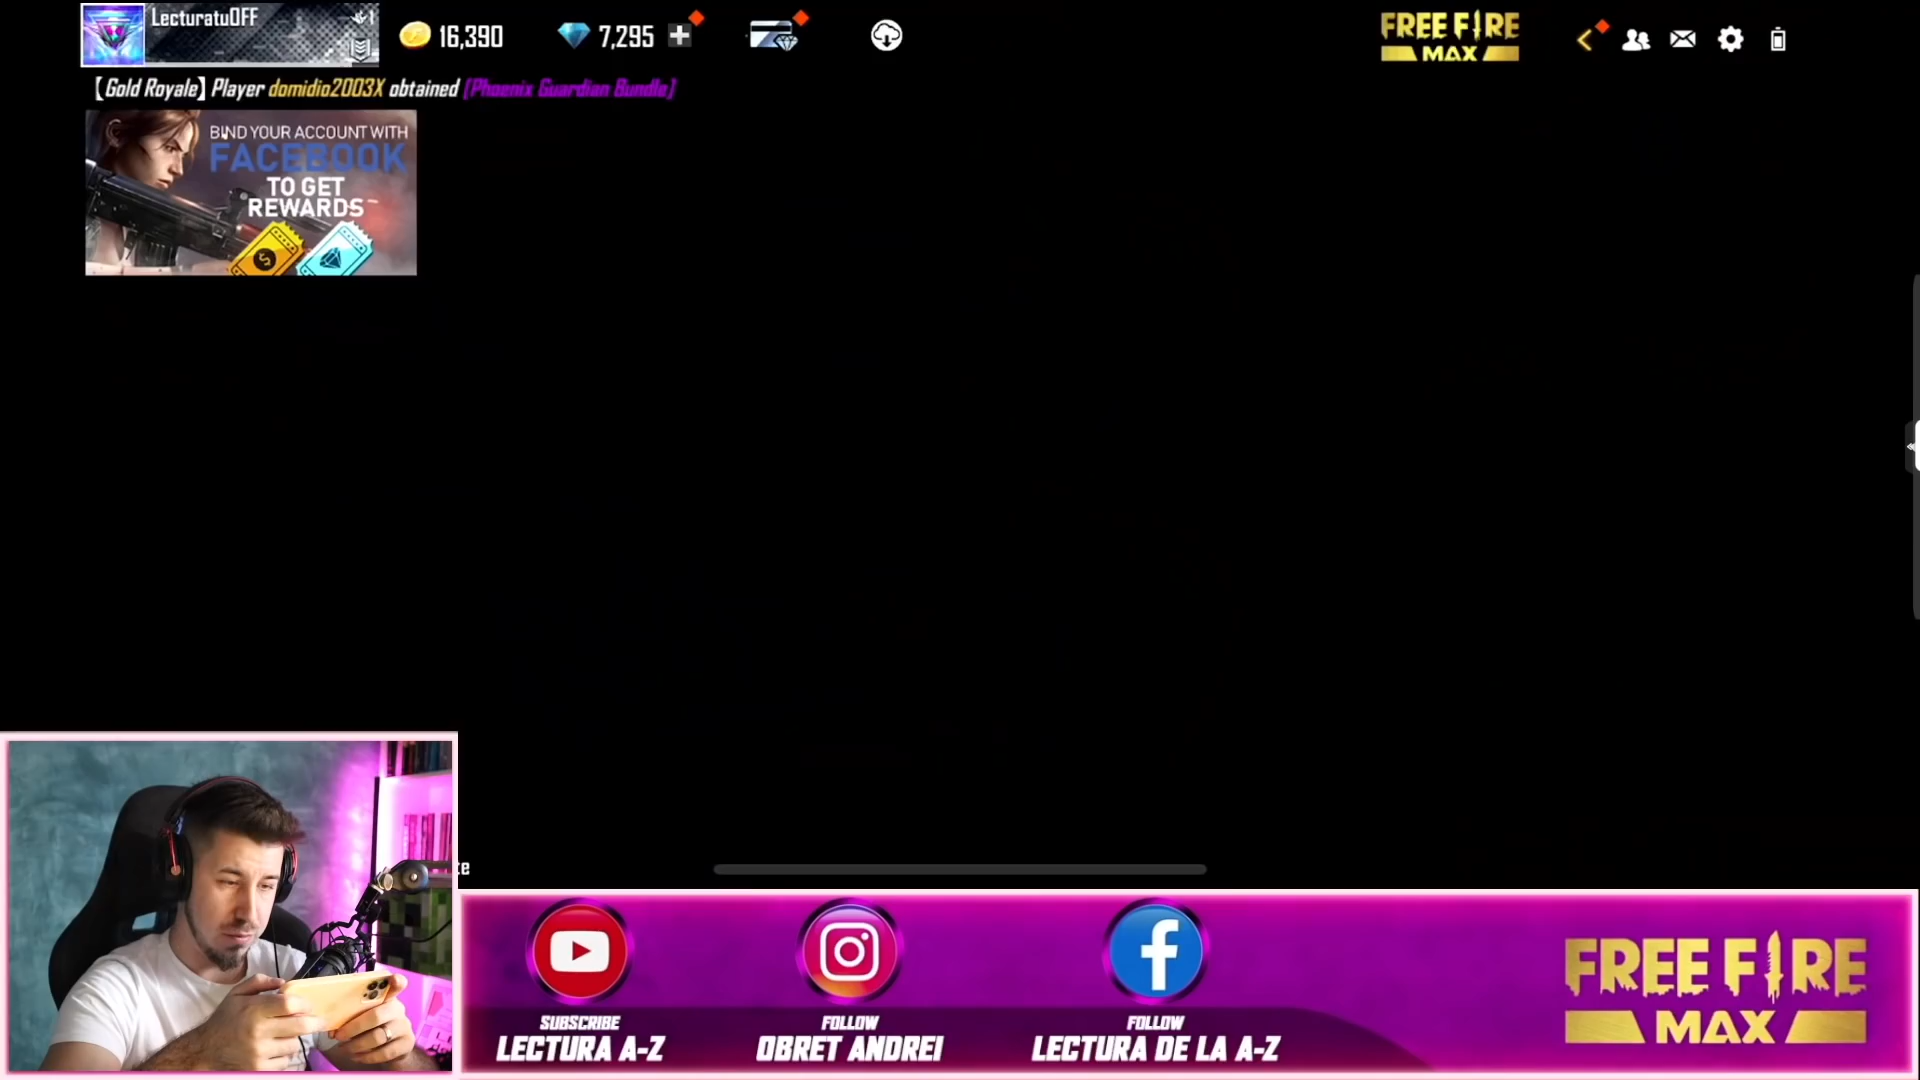 LecturatuOFF
1
16,390
7,295
FREE FIRE
MAX
【Gold Royale】 Player domidio2003X obtained [Phoenix Guardian Bundle]
BIND YOUR ACCOUNT WITH
FACEBOOK
TO GET
REWARDS
SUBSCRIBE
LECTURA A-Z
FOLLOW
OBRET ANDREI
FOLLOW
LECTURA DE LA A-Z
FREE FIRE
MAX